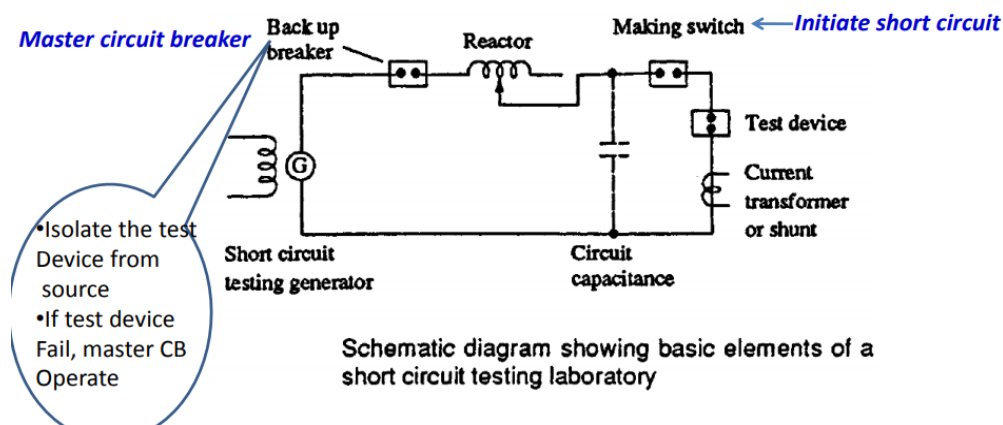 Master circuit breaker
Back up
breaker
Reactor
Making switch
Initiate short circuit
Test device
G
Current
transformer
or shunt
•Isolate the test
Device from
source
•If test device
Fail, master CB
Operate
Short circuit
testing generator
Circuit
capacitance
Schematic diagram showing basic elements of a
short circuit testing laboratory